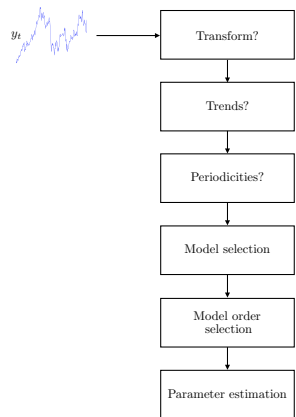 y_t
Transform?
Trends?
Periodicities?
Model selection
Model order
selection
Parameter estimation